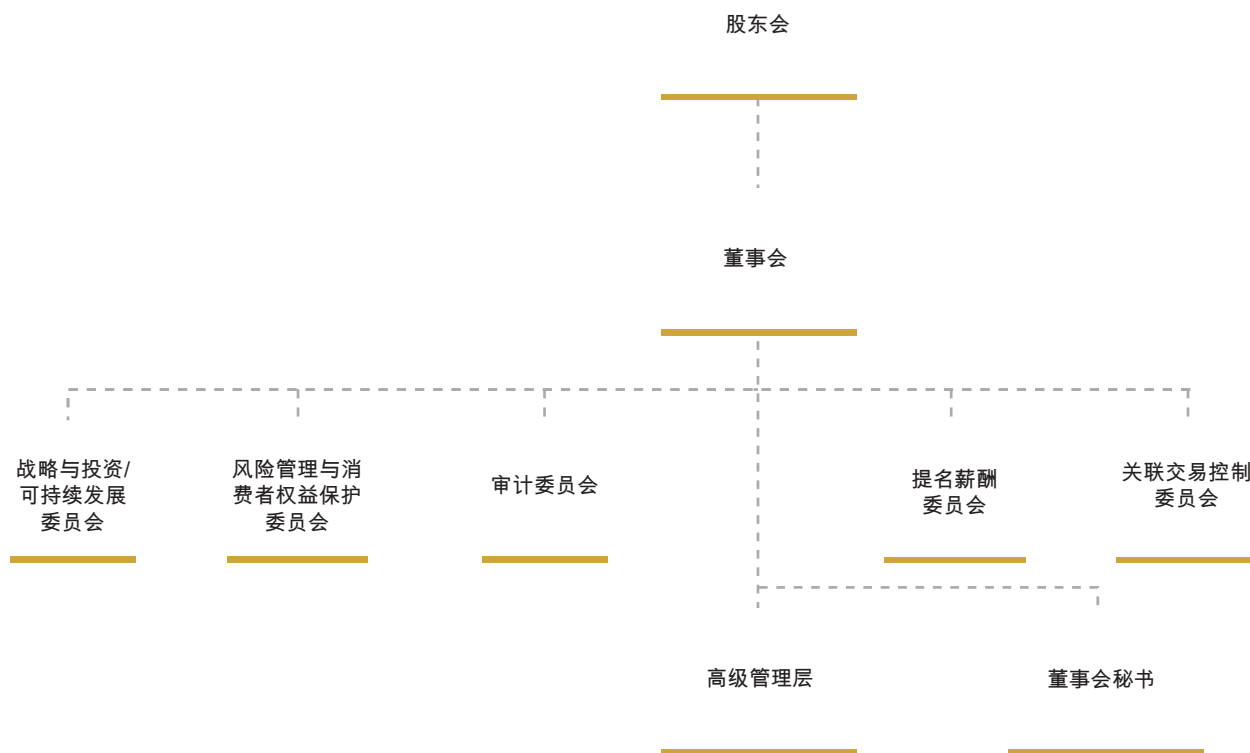 股东会
董事会
战略与投资/
可持续发展
委员会
风险管理与消
费者权益保护
委员会
审计委员会
提名薪酬
委员会
关联交易控制
委员会
高级管理层
董事会秘书